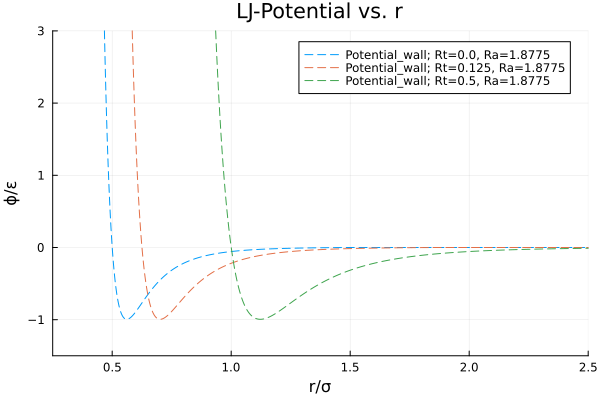 LJ-Potential vs. r
3
2
1
0
−1
ϕ/ε
Potential_wall; Rt=0.0, Ra=1.8775
Potential_wall; Rt=0.125, Ra=1.8775
Potential_wall; Rt=0.5, Ra=1.8775
0.5 1.0 1.5 2.0 2.5
r/σ